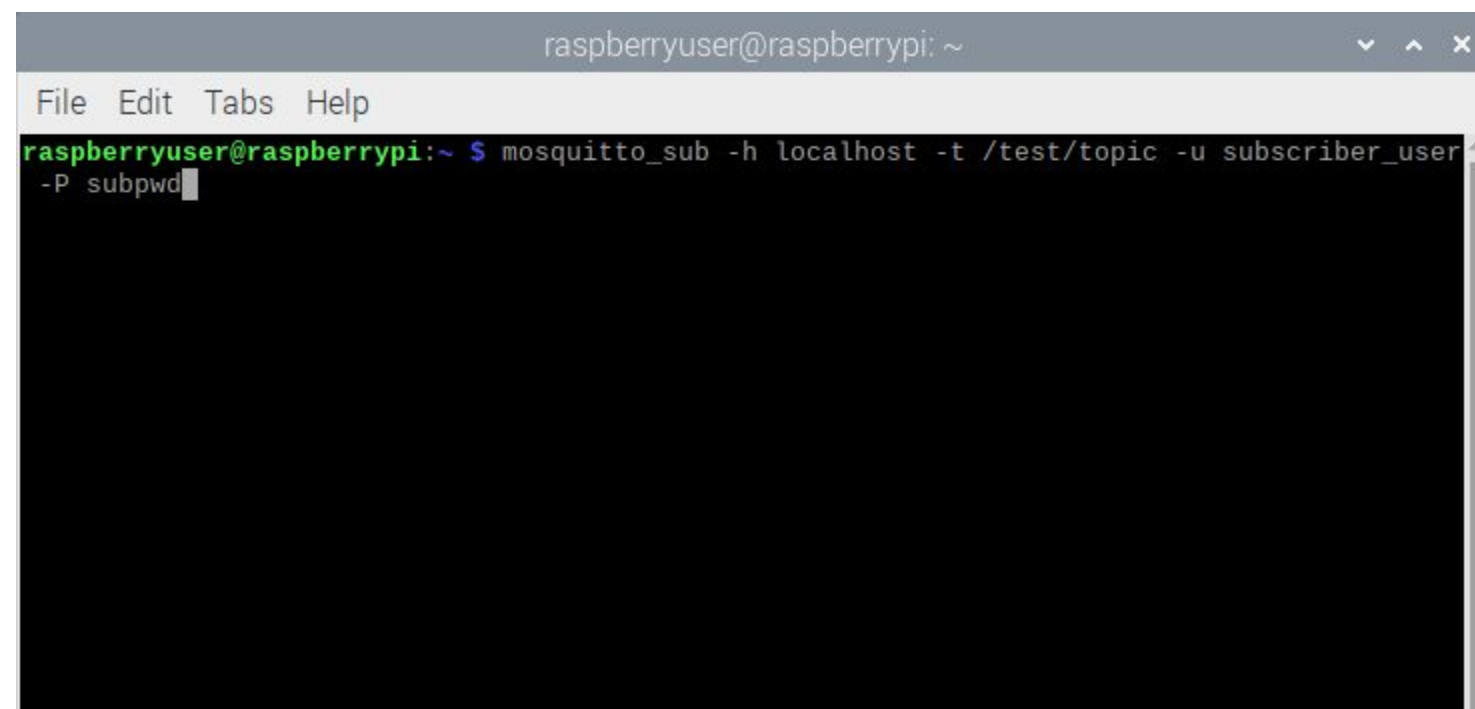 raspberryuser@raspberrypi: ~
File Edit Tabs Help
raspberryuser@raspberrypi:~ $ mosquitto_sub -h localhost -t /test/topic -u subscriber_user
-P subpwd